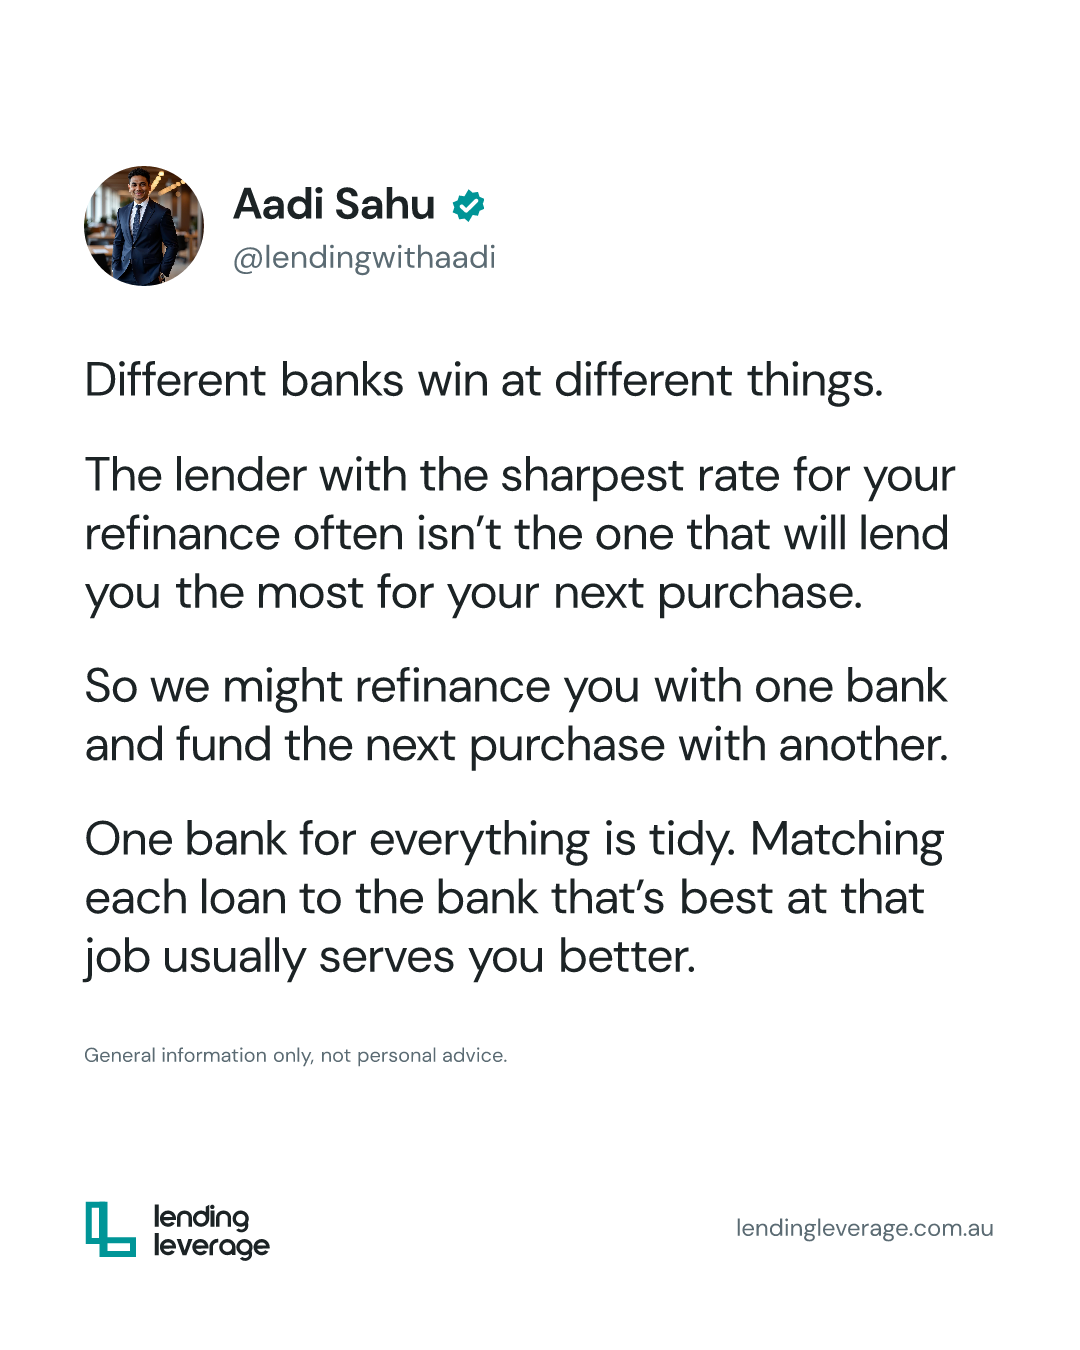 Aadi Sahu
@lendingwithaadi
Different banks win at different things.
The lender with the sharpest rate for your
refinance often isn’t the one that will lend
you the most for your next purchase.
So we might refinance you with one bank
and fund the next purchase with another.
One bank for everything is tidy. Matching
each loan to the bank that’s best at that
job usually serves you better.
General information only, not personal advice.
lending
leverage
lendingleverage.com.au